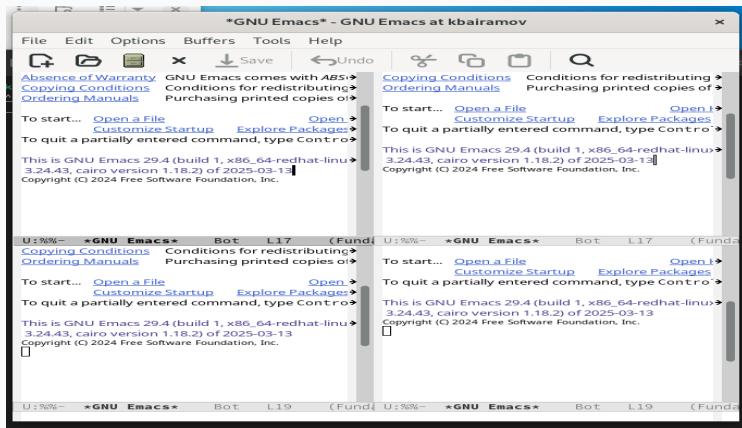 *GNU Emacs* - GNU Emacs at kbairamov
File Edit Options Buffers Tools Help
Save Undo
Absence of Warranty GNU Emacs comes with ABS
Copying Conditions Conditions for redistributing
Ordering Manuals Purchasing printed copies of
To start... Open a File Open
Customize Startup Explore Packages
To quit a partially entered command, type Contro
This is GNU Emacs 29.4 (build 1, x86_64-redhat-linu
3.24.43, cairo version 1.18.2) of 2025-03-13
Copyright (C) 2024 Free Software Foundation, Inc.
U:%%- *GNU Emacs* Bot L17 (Funda
Copying Conditions Conditions for redistributing
Ordering Manuals Purchasing printed copies of
To start... Open a File Open
Customize Startup Explore Packages
To quit a partially entered command, type Contro
This is GNU Emacs 29.4 (build 1, x86_64-redhat-linu
3.24.43, cairo version 1.18.2) of 2025-03-13
Copyright (C) 2024 Free Software Foundation, Inc.
U:%%- *GNU Emacs* Bot L17 (Funda
Copying Conditions Conditions for redistributing
Ordering Manuals Purchasing printed copies of
To start... Open a File Open
Customize Startup Explore Packages
To quit a partially entered command, type Contro
This is GNU Emacs 29.4 (build 1, x86_64-redhat-linu
3.24.43, cairo version 1.18.2) of 2025-03-13
Copyright (C) 2024 Free Software Foundation, Inc.
U:%%- *GNU Emacs* Bot L19 (Funda
To start... Open a File Open
Customize Startup Explore Packages
To quit a partially entered command, type Contro
This is GNU Emacs 29.4 (build 1, x86_64-redhat-linu
3.24.43, cairo version 1.18.2) of 2025-03-13
Copyright (C) 2024 Free Software Foundation, Inc.
U:%%- *GNU Emacs* Bot L19 (Funda